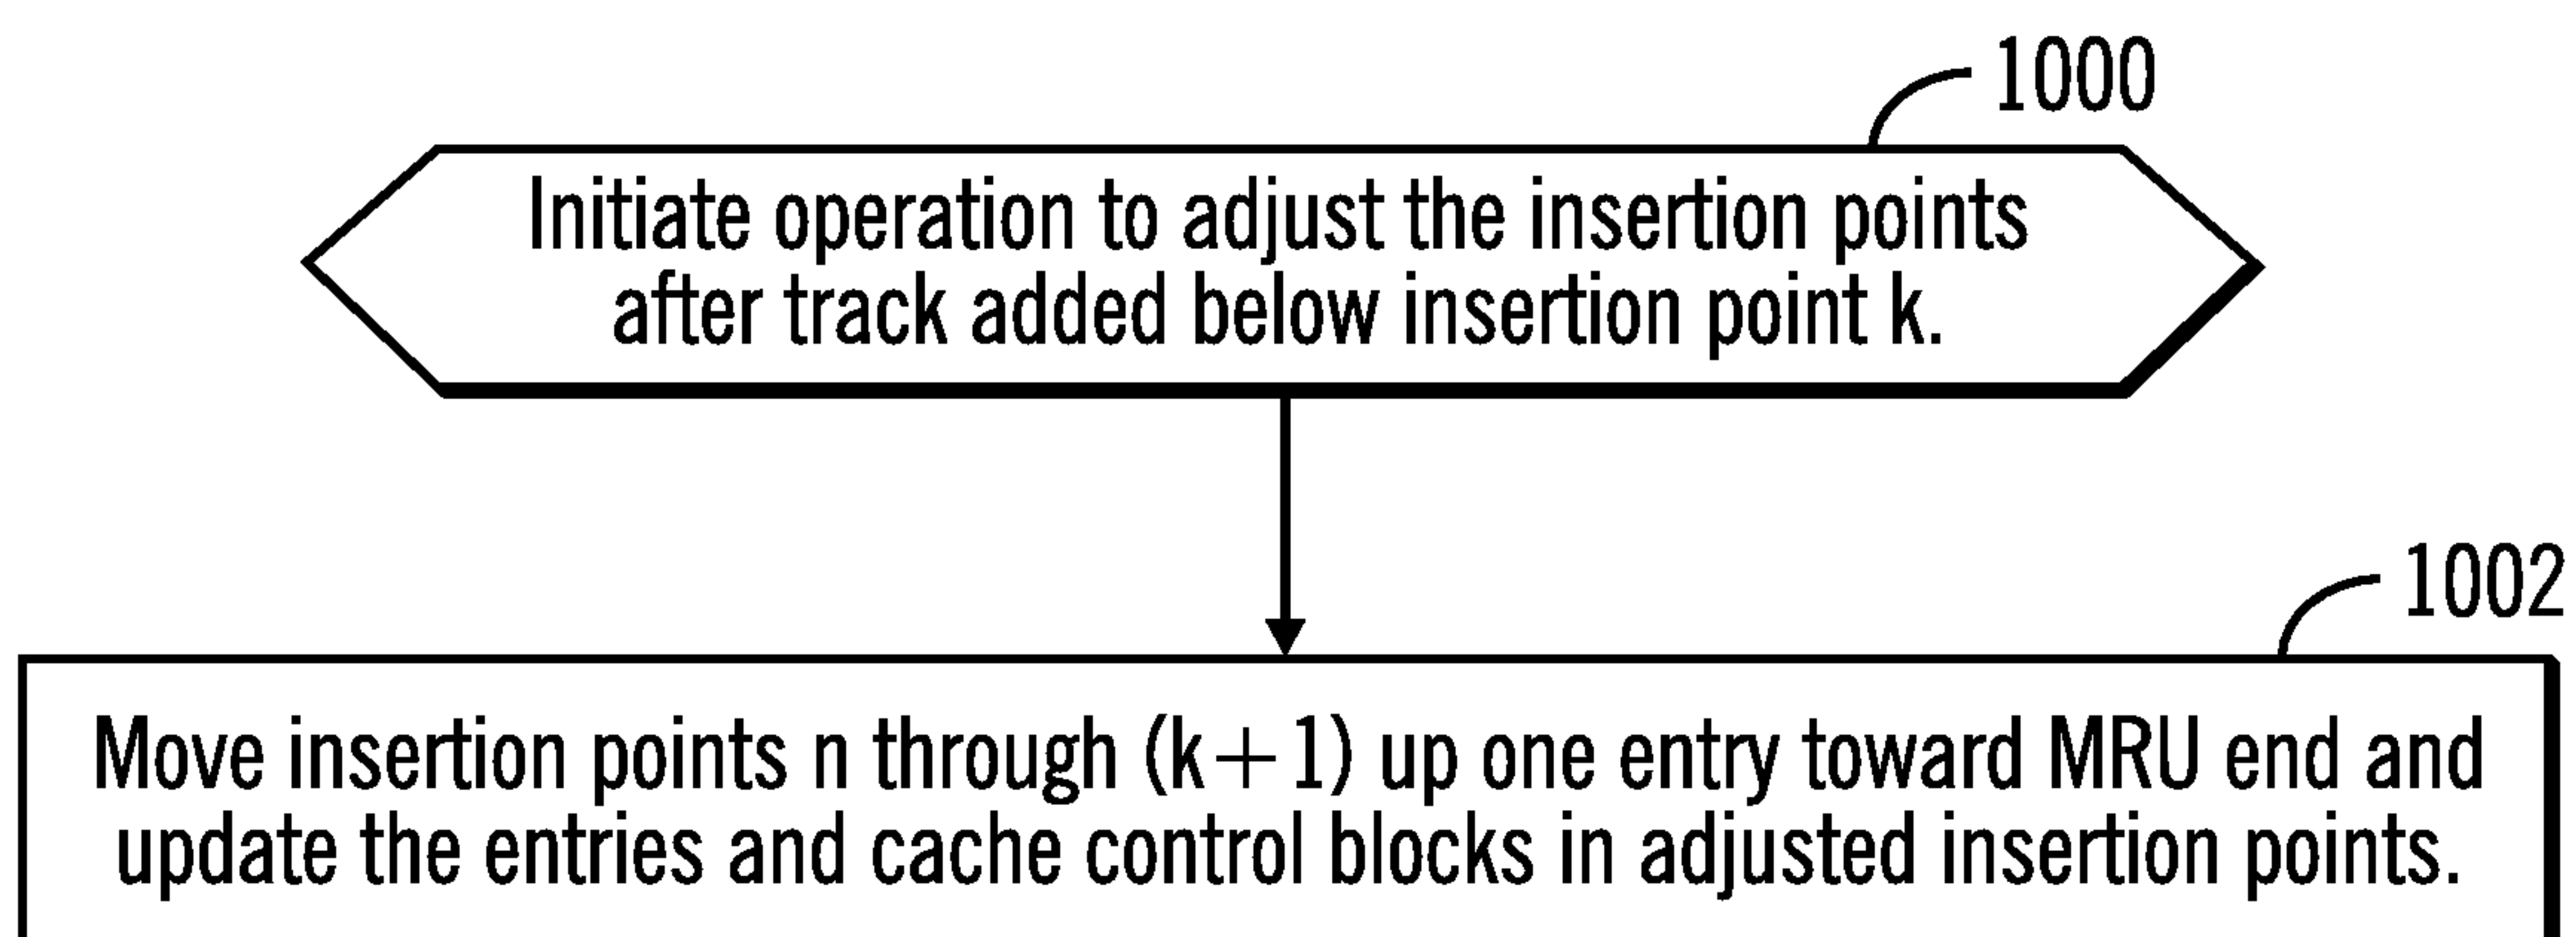 1000
Initiate operation to adjust the insertion points
after track added below insertion point k.
1002
Move insertion points n through (k+1) up one entry toward MRU end and
update the entries and cache control blocks in adjusted insertion points.